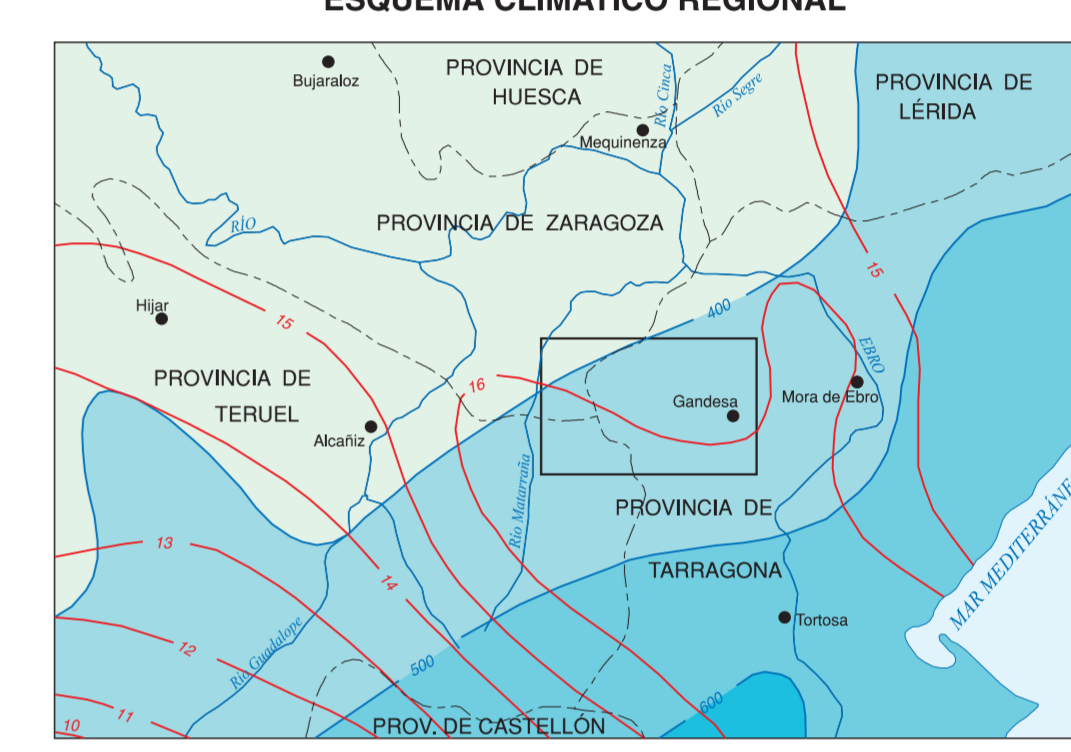 ESQUEMA CLIMÁTICO REGIONAL
Bujaraloz
PROVINCIA DE
HUESCA
Río Cinca
Río Segre
PROVINCIA DE
LÉRIDA
Mequinenza
RÍO
PROVINCIA DE ZARAGOZA
15
Hijar
15
400
EBRO
PROVINCIA DE
TERUEL
16
Gandesa
Mora de Ebro
Alcañiz
Río Matarraña
PROVINCIA DE
TARRAGONA
MAR MEDITERRÁNE
13
14
Tortosa
12
Río Guadalope
500
600
11
10
PROV. DE CASTELLÓN